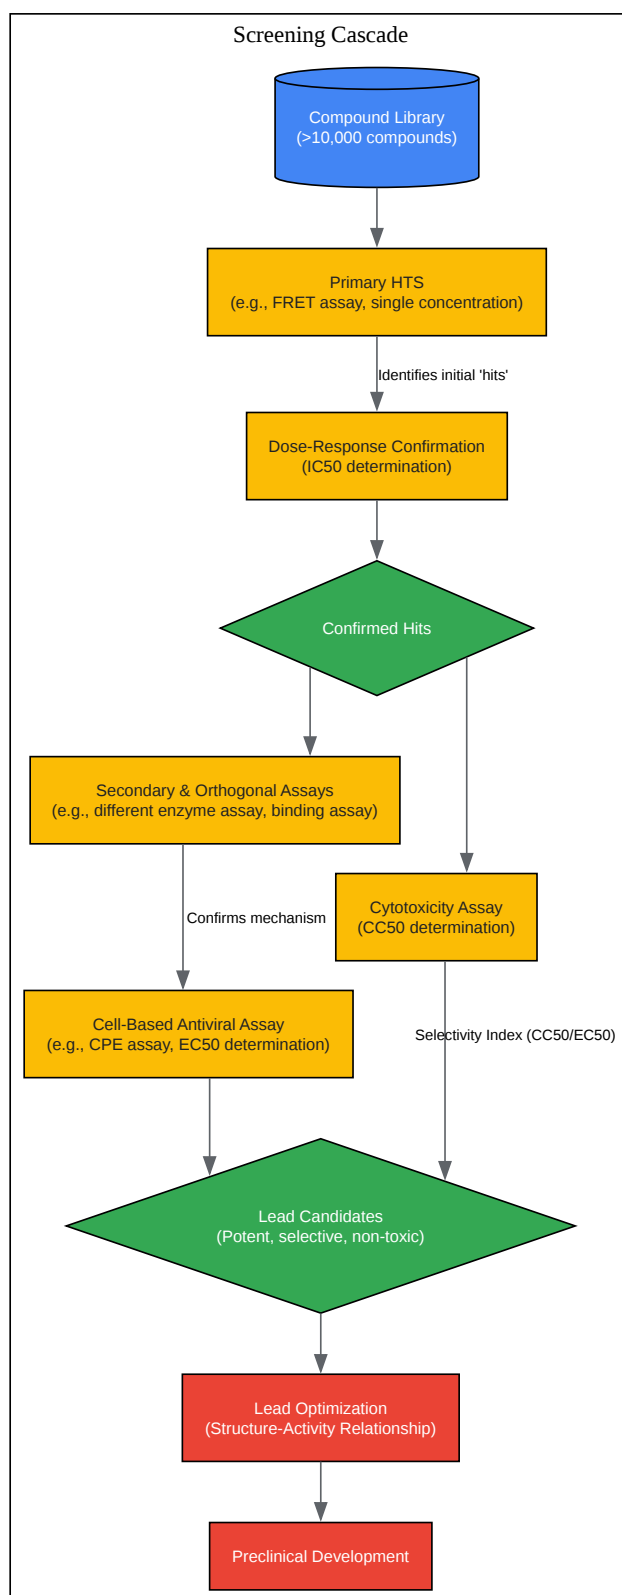 Screening Cascade
Compound Library
(>10,000 compounds)
Primary HTS
(e.g., FRET assay, single concentration)
Identifies initial 'hits'
Dose-Response Confirmation
(IC50 determination)
Confirmed Hits
Secondary & Orthogonal Assays
(e.g., different enzyme assay, binding assay)
Cytotoxicity Assay
(CC50 determination)
Confirms mechanism
Cell-Based Antiviral Assay
(e.g., CPE assay, EC50 determination)
Selectivity Index (CC50/EC50)
Lead Candidates
(Potent, selective, non-toxic)
Lead Optimization
(Structure-Activity Relationship)
Preclinical Development